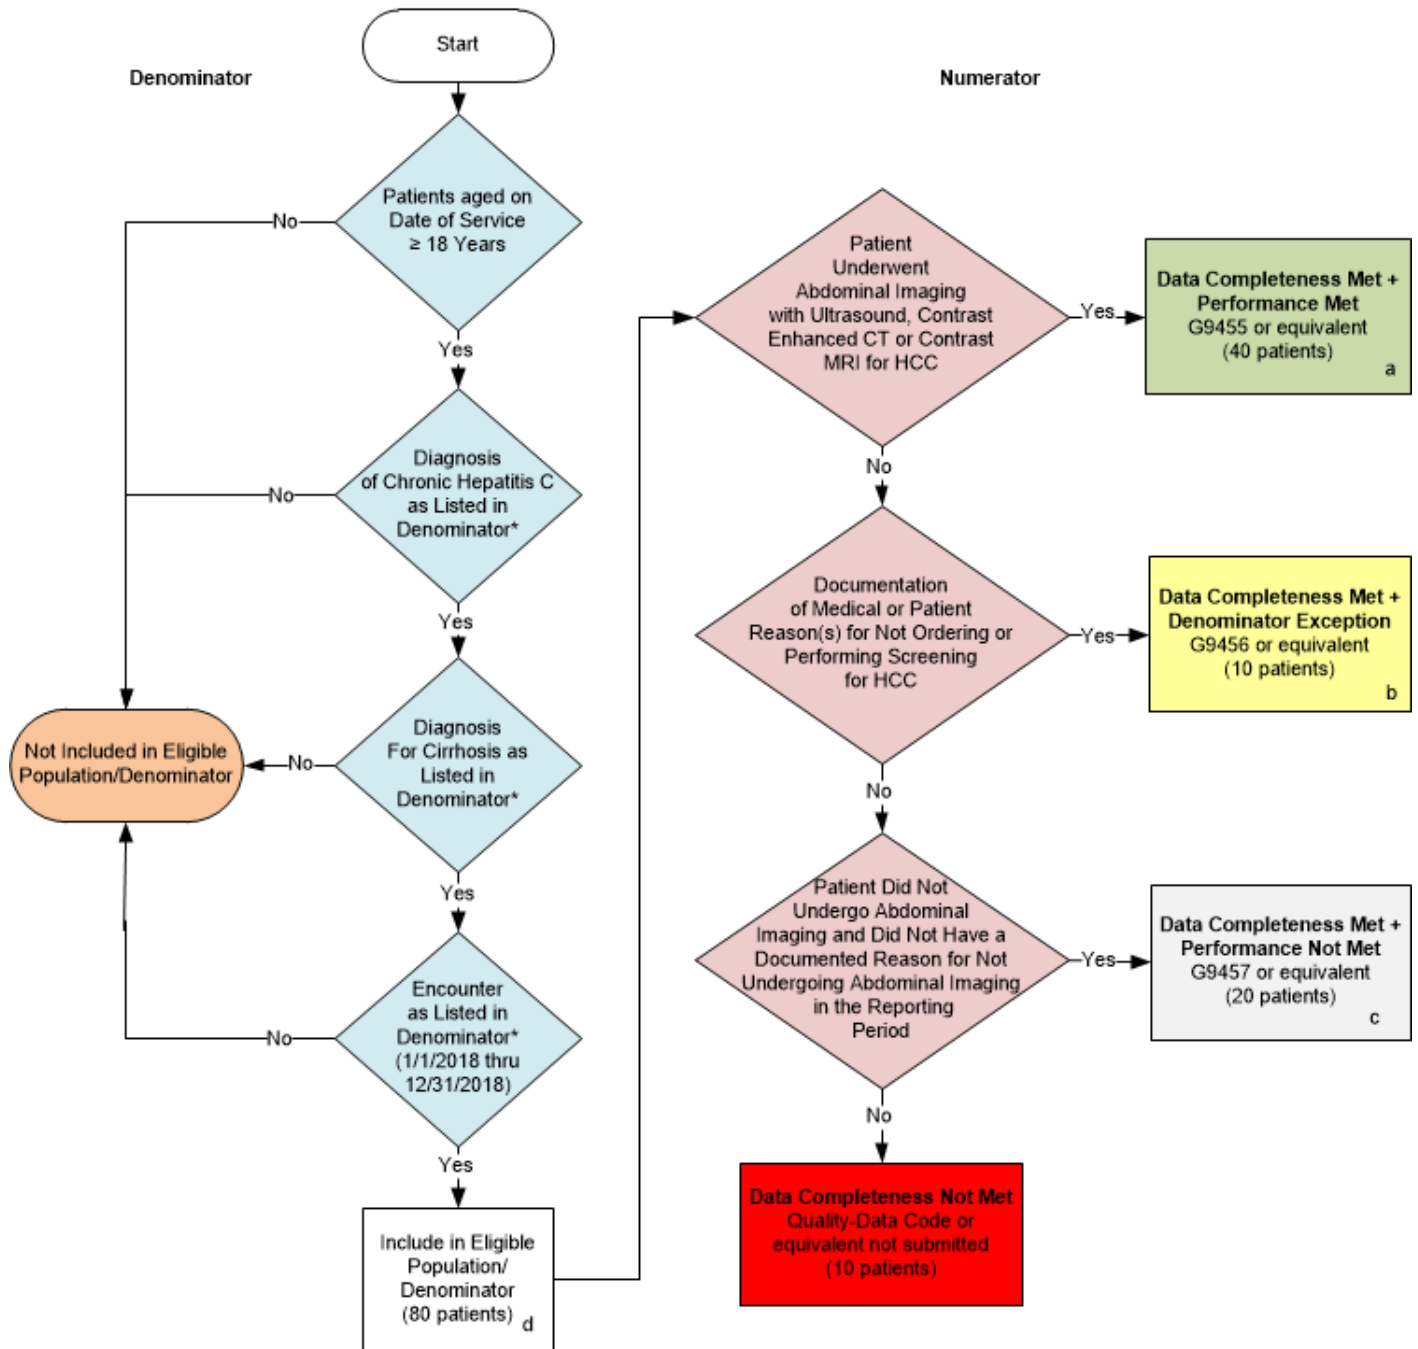 Start
Denominator
Numerator
Patients aged on
Date of Service
≥ 18 Years
No
Yes
Diagnosis
of Chronic Hepatitis C
as Listed in
Denominator*
No
Yes
Diagnosis
For Cirrhosis as
Listed in
Denominator*
No
Not Included in Eligible
Population/Denominator
Yes
Encounter
as Listed in
Denominator*
(1/1/2018 thru
12/31/2018)
No
Yes
Include in Eligible
Population/
Denominator
(80 patients)
d
Patient
Underwent
Abdominal Imaging
with Ultrasound, Contrast
Enhanced CT or Contrast
MRI for HCC
Yes
Data Completeness Met +
Performance Met
G9455 or equivalent
(40 patients)
a
No
Documentation
of Medical or Patient
Reason(s) for Not Ordering or
Performing Screening
for HCC
Yes
Data Completeness Met +
Denominator Exception
G9456 or equivalent
(10 patients)
b
No
Patient Did Not
Undergo Abdominal
Imaging and Did Not Have a
Documented Reason for Not
Undergoing Abdominal Imaging
in the Reporting
Period
Yes
Data Completeness Met +
Performance Not Met
G9457 or equivalent
(20 patients)
c
No
Data Completeness Not Met
Quality-Data Code or
equivalent not submitted
(10 patients)